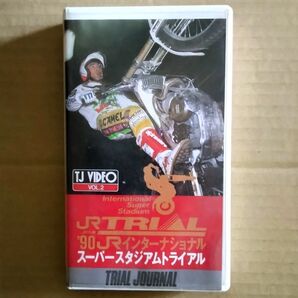 CAMEL
TJ VIDEO
VOL.2
International
Super
Stadium
JR TRIAL
'90 JRインターナショナル
スーパースタジアムトライアル
TRIAL JOURNAL